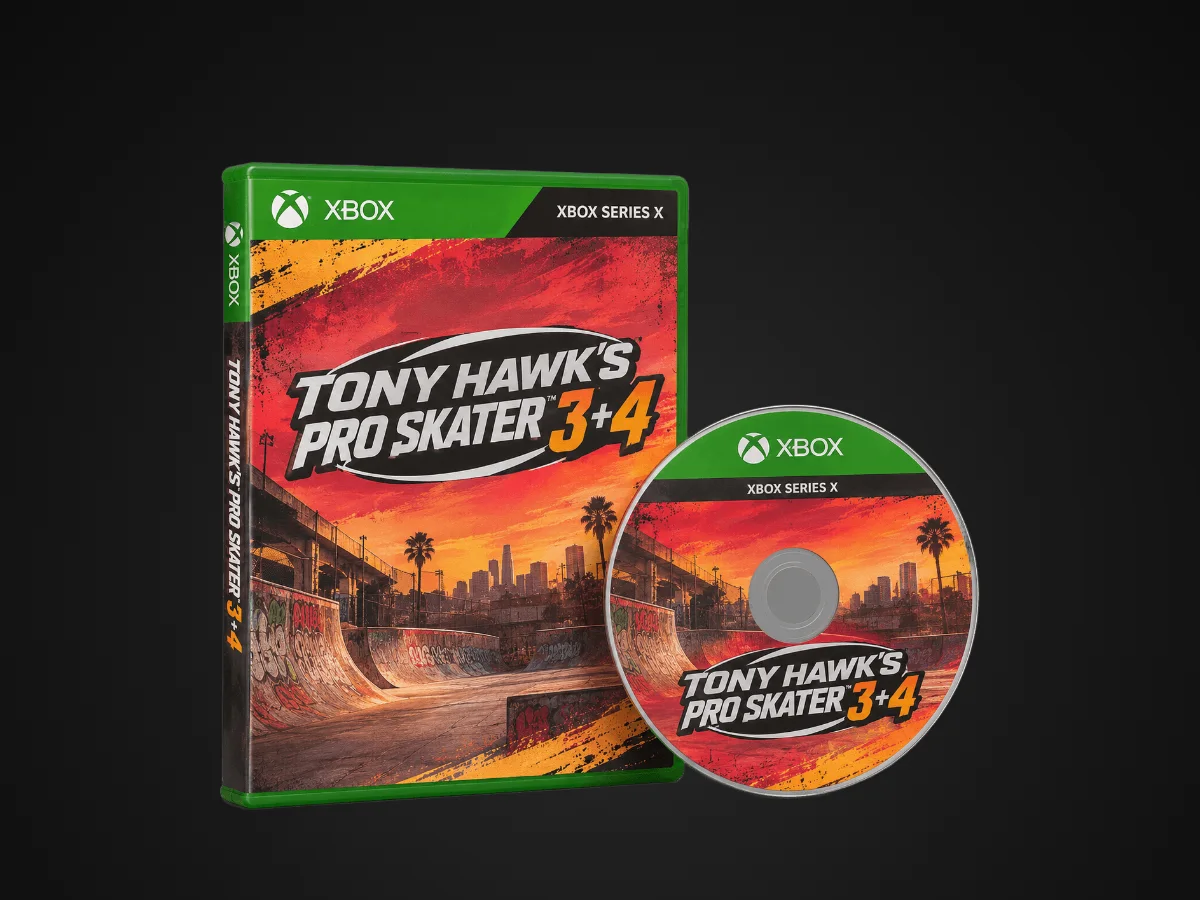 XBOX
XBOX SERIES X
XBOX
TONY HAWK'S PRO SKATER 3+4
TONY HAWK'S
PRO SKATER™ 3+4
XBOX
XBOX SERIES X
TONY HAWK'S
PRO SKATER™ 3+4